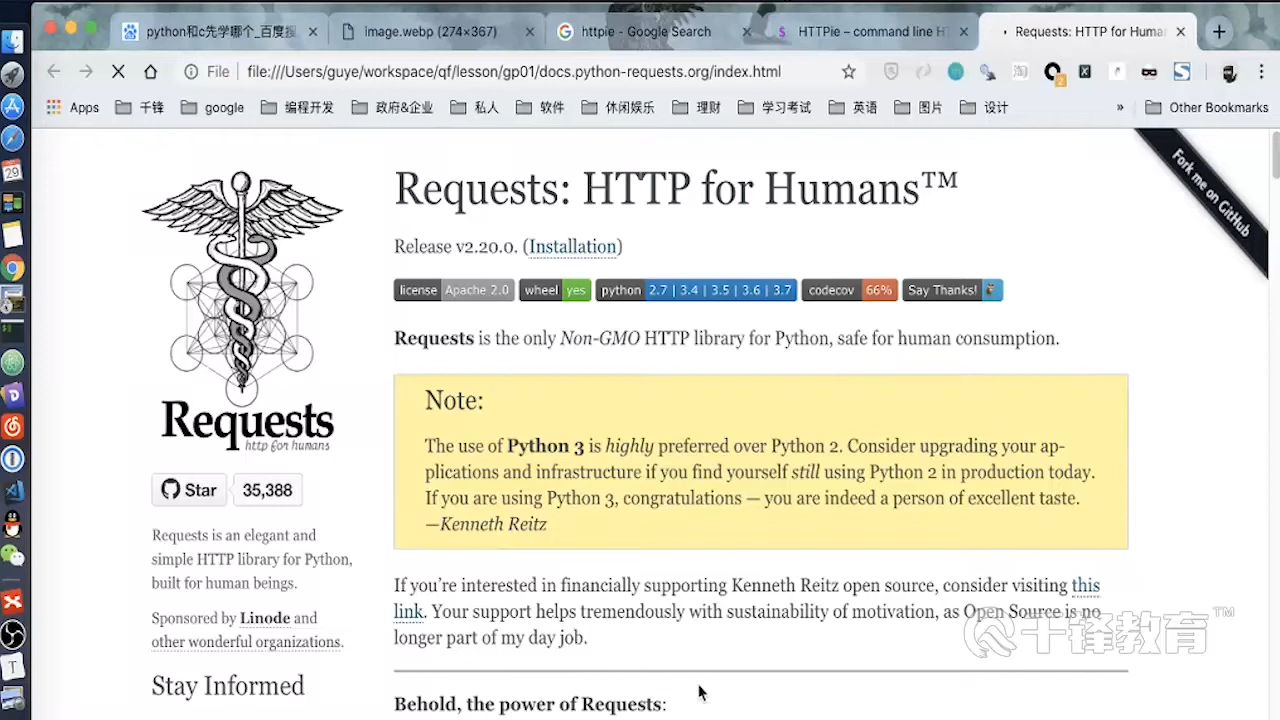 python和c先学哪个_百度搜
image.webp (274×367)
httpie - Google Search
HTTPie – command line HT
Requests: HTTP for Human
File
file:///Users/guyo/workspace/qf/lesson/gp01/docs.python-requests.org/index.html
Apps
千锋
google
编程开发
政府&企业
私人
软件
休闲娱乐
理财
学习考试
英语
图片
设计
»
Other Bookmarks
Fork me on GitHub
Requests: HTTP for Humans™
Release v2.20.0. (Installation)
license Apache 2.0
wheel yes
python 2.7 | 3.4 | 3.5 | 3.6 | 3.7
codecov 66%
Say Thanks!
Requests is the only Non-GMO HTTP library for Python, safe for human consumption.
Note:
The use of Python 3 is highly preferred over Python 2. Consider upgrading your ap-
plications and infrastructure if you find yourself still using Python 2 in production today.
If you are using Python 3, congratulations — you are indeed a person of excellent taste.
—Kenneth Reitz
If you’re interested in financially supporting Kenneth Reitz open source, consider visiting this
link. Your support helps tremendously with sustainability of motivation, as Open Source is no
longer part of my day job.
Behold, the power of Requests:
Requests
http for humans
Star
35,388
Requests is an elegant and
simple HTTP library for Python,
built for human beings.
Sponsored by Linode and
other wonderful organizations.
Stay Informed
千锋教育™
29